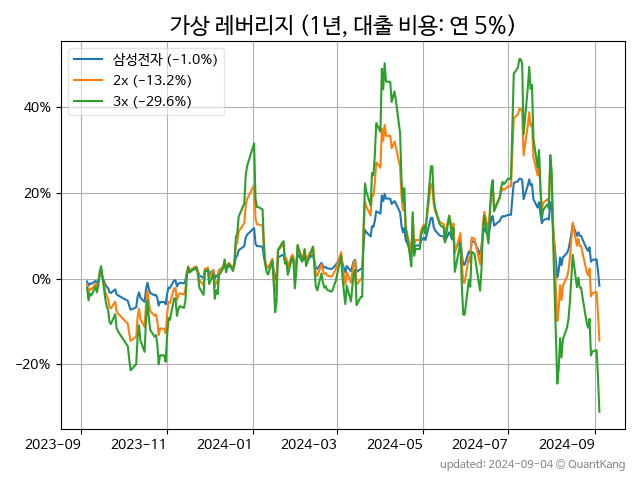 가상 레버리지 (1년, 대출 비용: 연 5%)
삼성전자 (−1.0%)
2x (−13.2%)
3x (−29.6%)
40%
20%
0%
−20%
2023-09 2023-11 2024-01 2024-03 2024-05 2024-07 2024-09
updated: 2024-09-04 © QuantKang